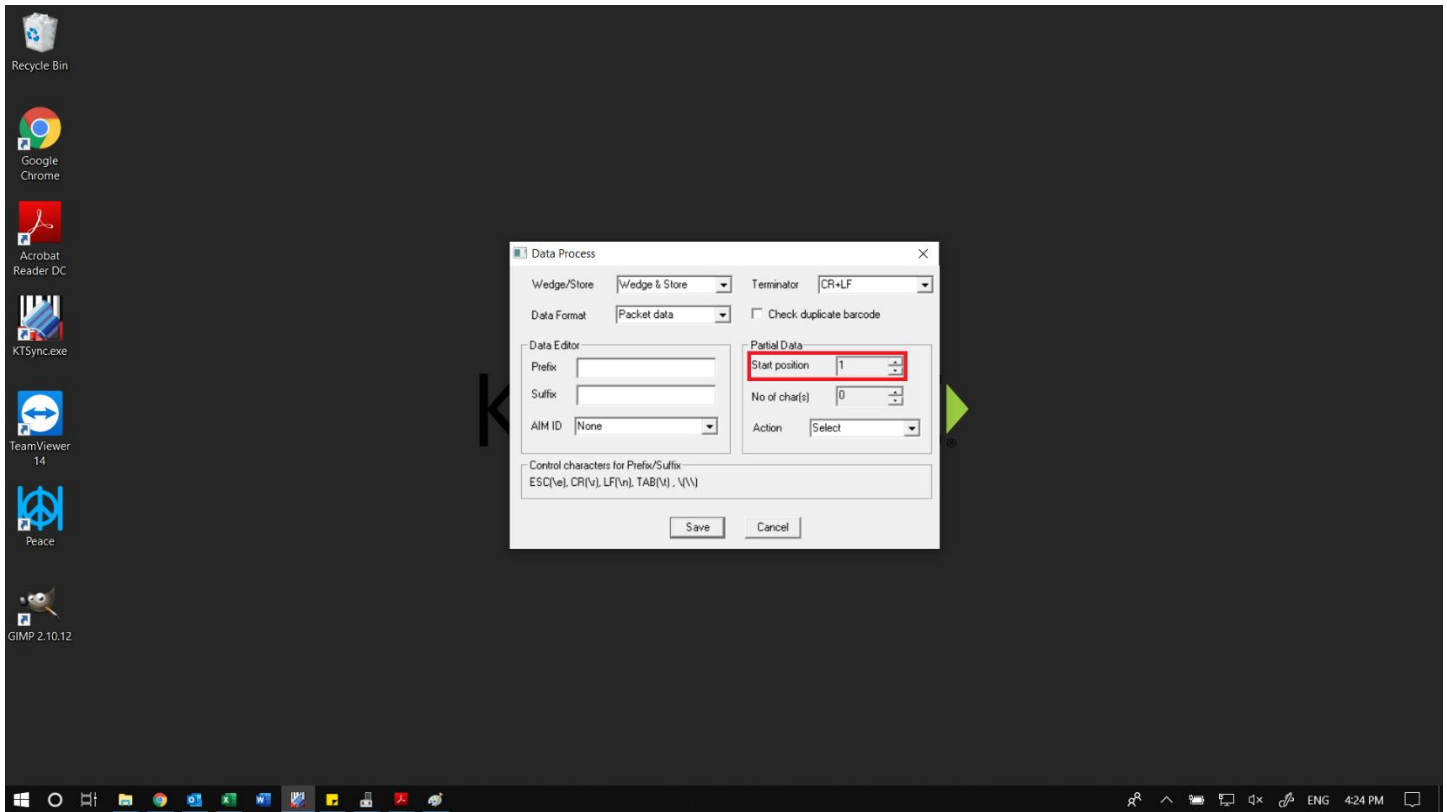 Recycle Bin
Google
Chrome
Acrobat
Reader DC
KTSync.exe
TeamViewer
14
Peace
GIMP 2.10.12
Data Process
Wedge/Store Wedge & Store Terminator CR+LF
Data Format Packet data Check duplicate barcode
Data Editor Partial Data
Prefix Start position 1
Suffix No of char(s) 0
AIM ID None Action Select
Control characters for Prefix/Suffix
ESC(\e), CR(\r), LF(\n), TAB(\t) , \(\\)
Save Cancel
K
®
ENG 4:24 PM